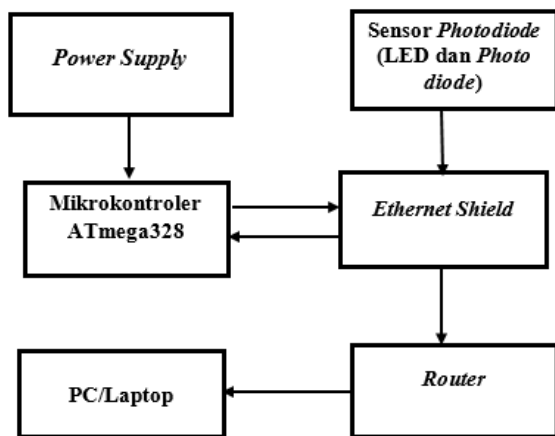 Power Supply
Sensor Photodiode
(LED dan Photo
diode)
Mikrokontroler
ATmega328
Ethernet Shield
PC/Laptop
Router